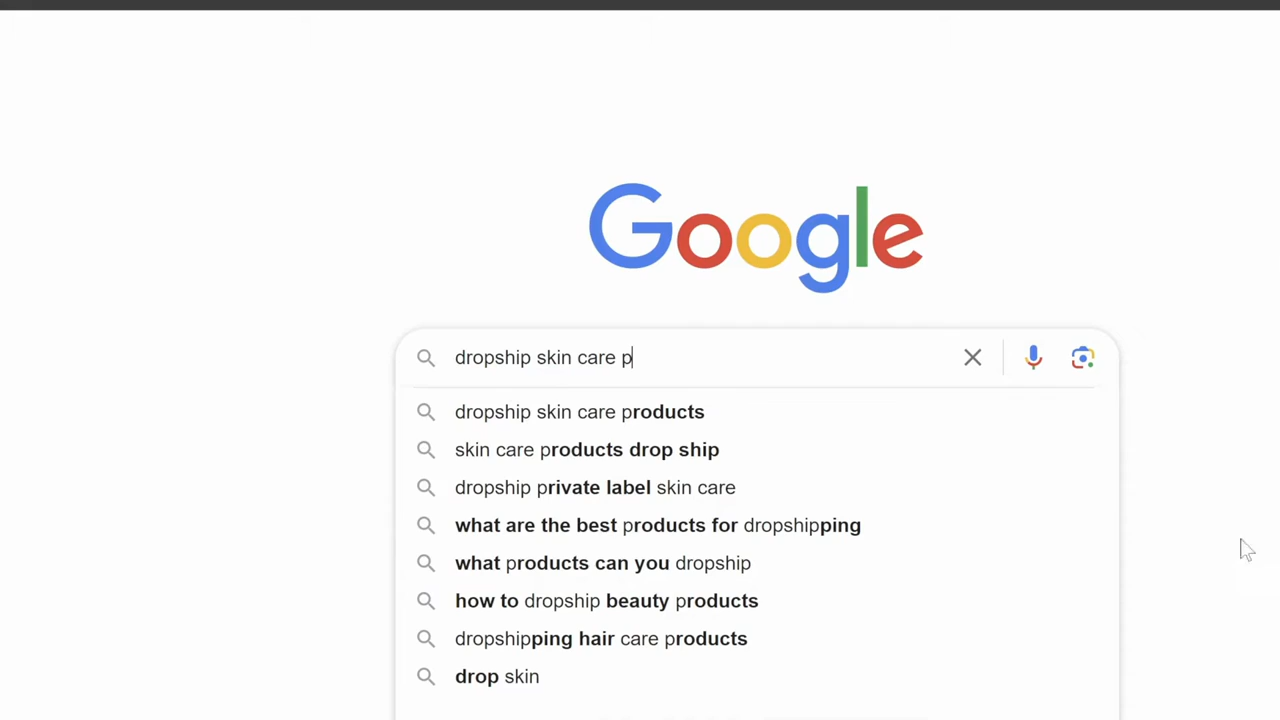 Google
dropship skin care p
dropship skin care products
skin care products drop ship
dropship private label skin care
what are the best products for dropshipping
what products can you dropship
how to dropship beauty products
dropshipping hair care products
drop skin